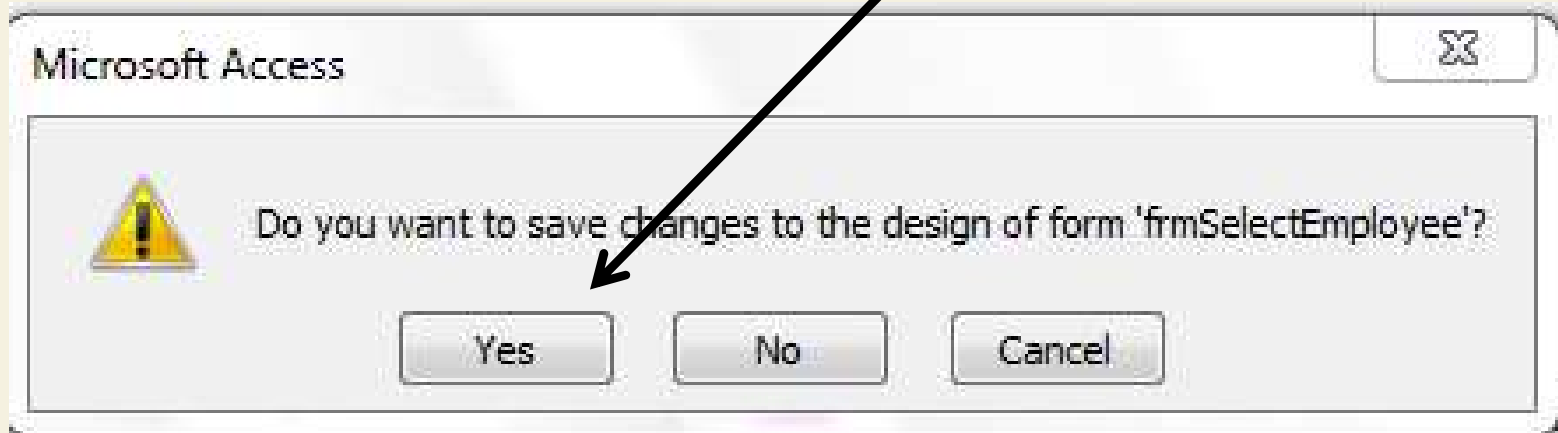 Microsoft Access
Do you want to save changes to the design of form 'frmSelectEmployee'?
Yes No Cancel